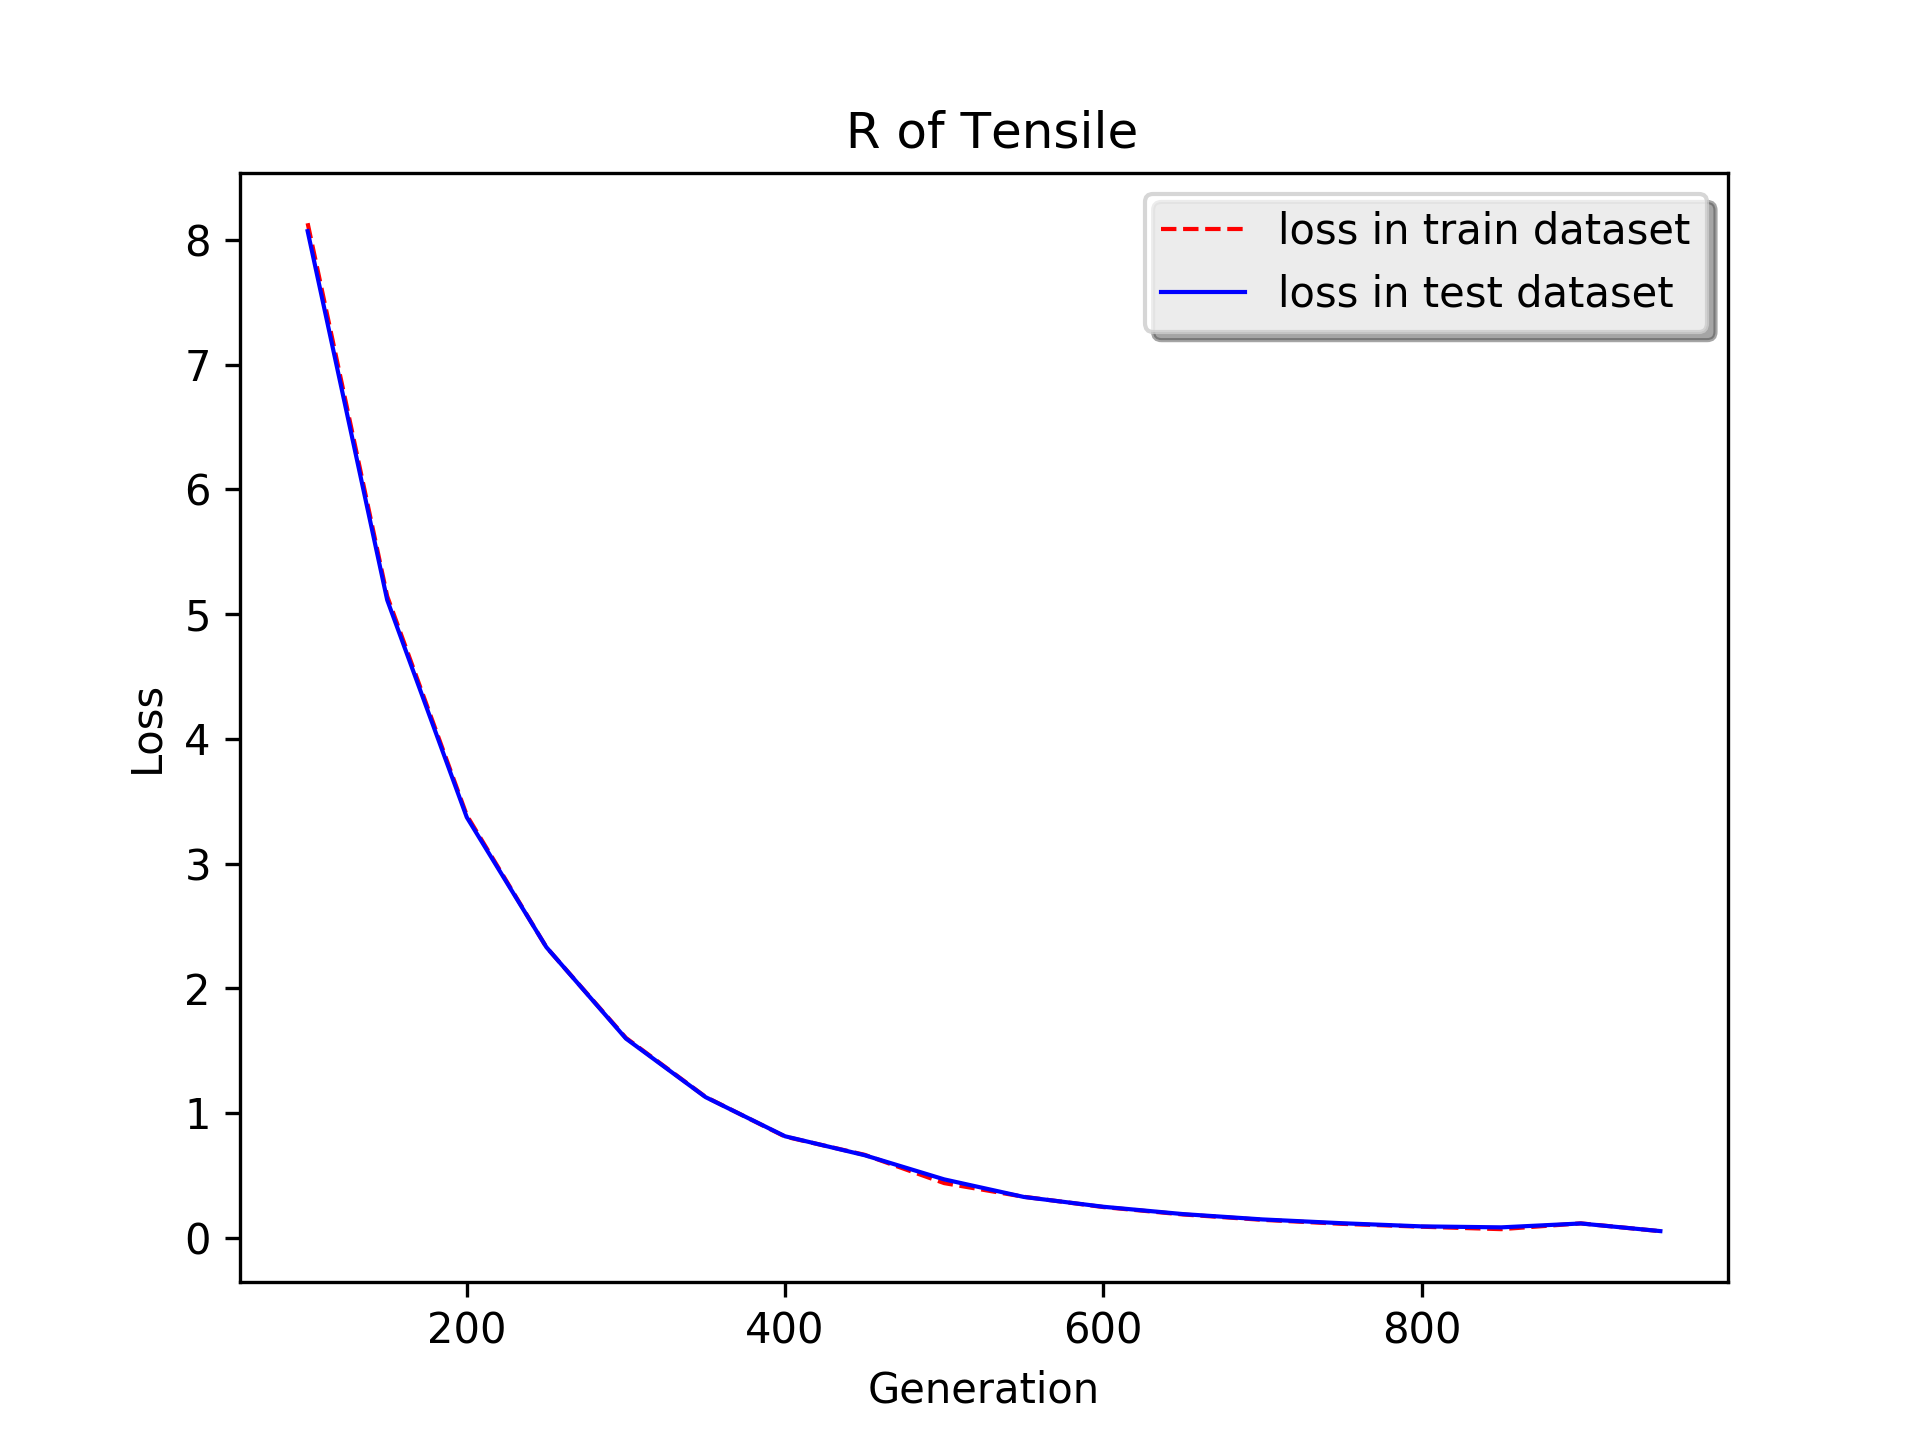 R of Tensile
loss in train dataset
loss in test dataset
8
7
6
5
4
3
2
1
0
Loss
200 400 600 800
Generation